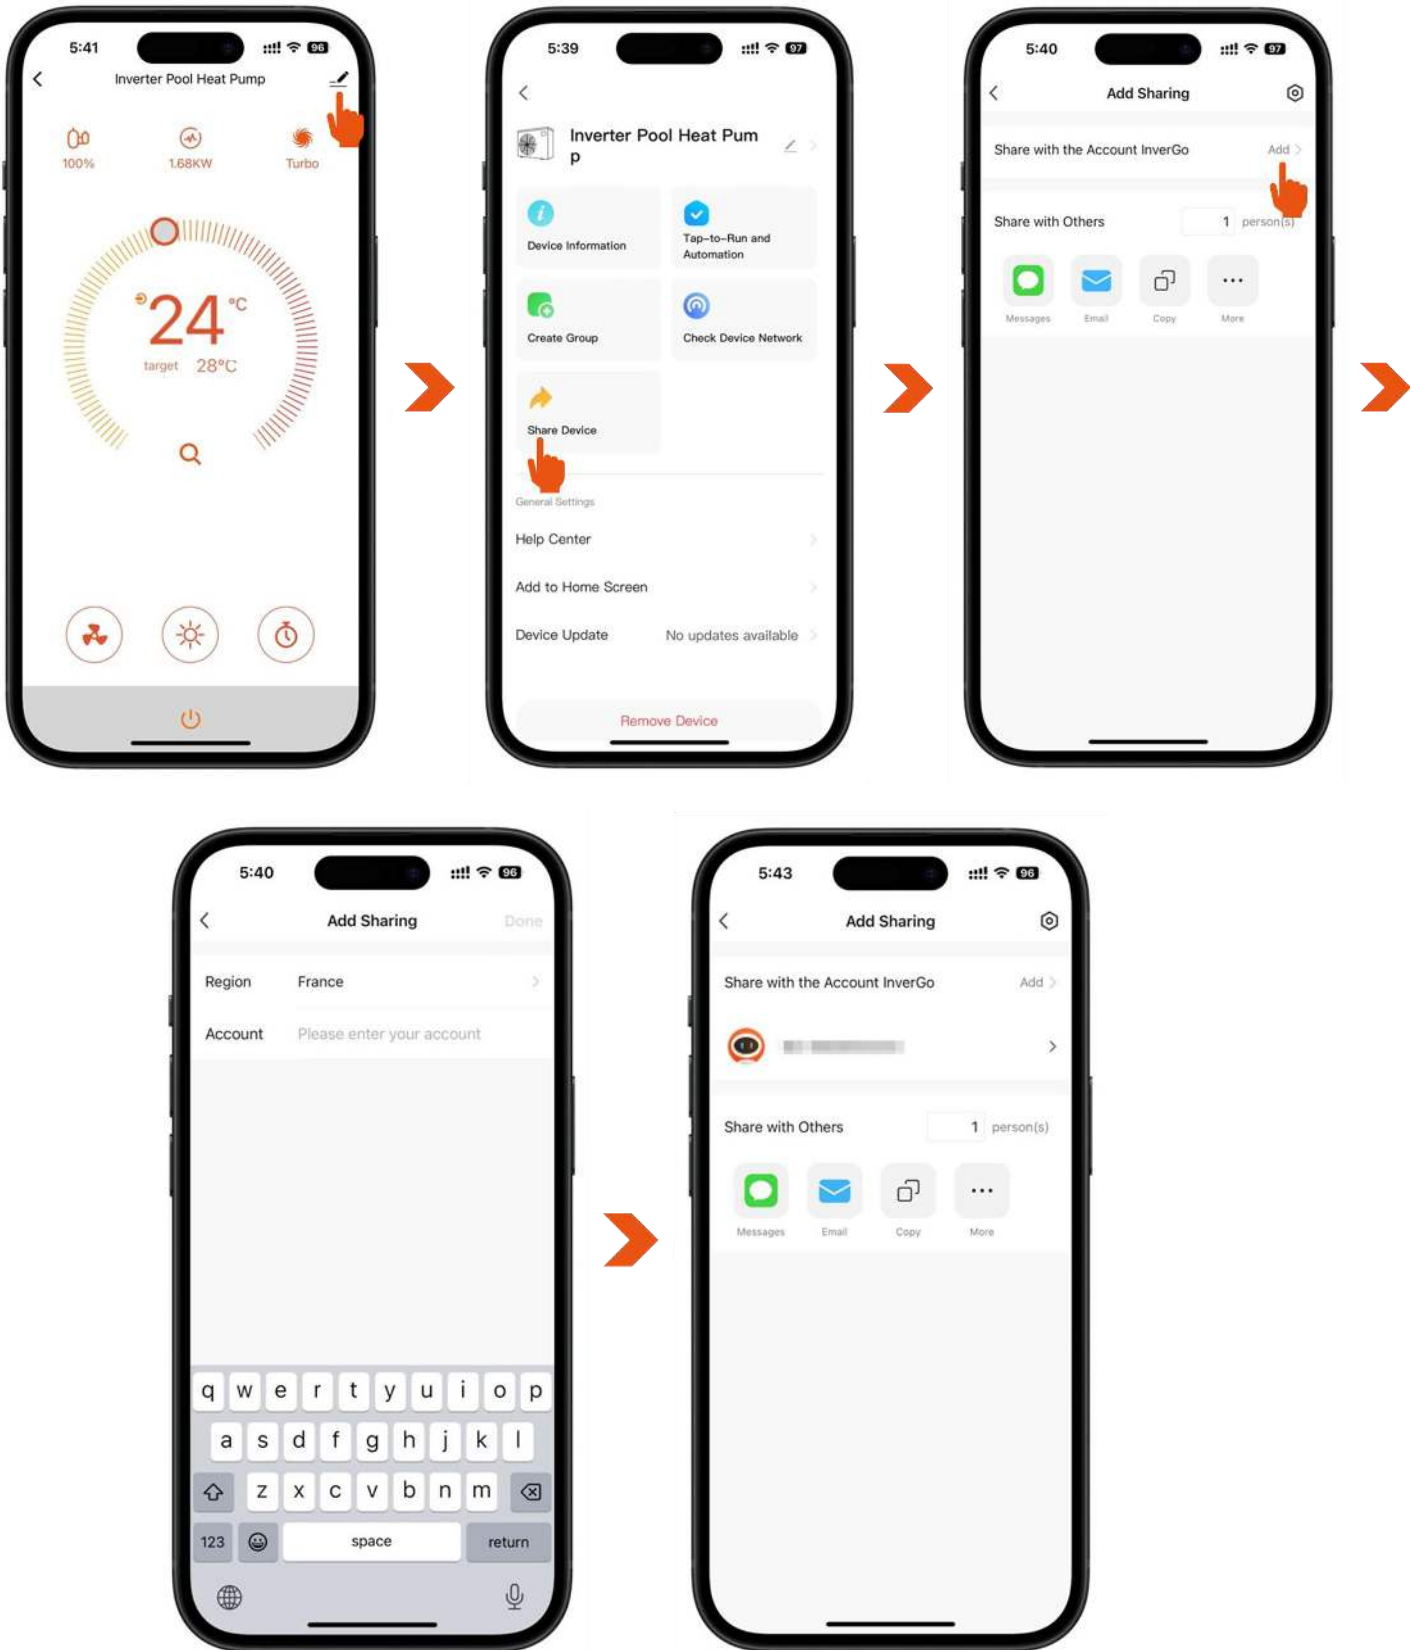 5:41
96
Inverter Pool Heat Pump
100%
1.68KW
Turbo
24 °C
target 28°C
5:39
97
Inverter Pool Heat Pum
p
Device Information
Tap-to-Run and
Automation
Create Group
Check Device Network
Share Device
General Settings
Help Center
Add to Home Screen
Device Update No updates available
Remove Device
5:40
97
Add Sharing
Share with the Account InverGo Add
Share with Others 1 person(s)
Messages Email Copy More
5:40
96
Add Sharing Done
Region France
Account Please enter your account
q w e r t y u i o p
a s d f g h j k l
z x c v b n m
123 space return
5:43
96
Add Sharing
Share with the Account InverGo Add
Share with Others 1 person(s)
Messages Email Copy More